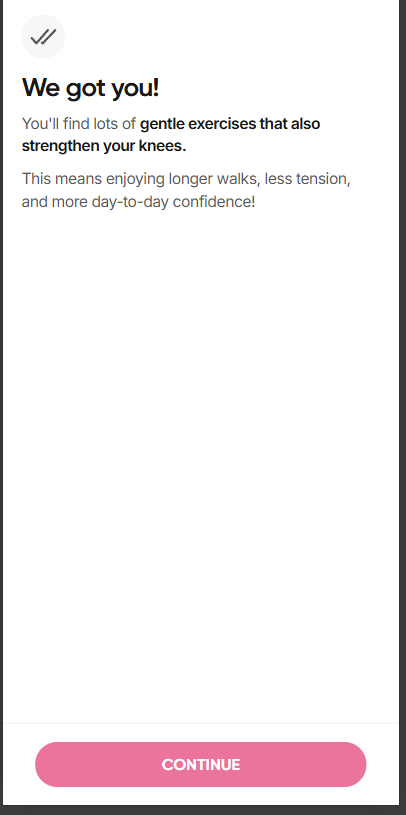 We got you!
You'll find lots of gentle exercises that also
strengthen your knees.
This means enjoying longer walks, less tension,
and more day-to-day confidence!
CONTINUE